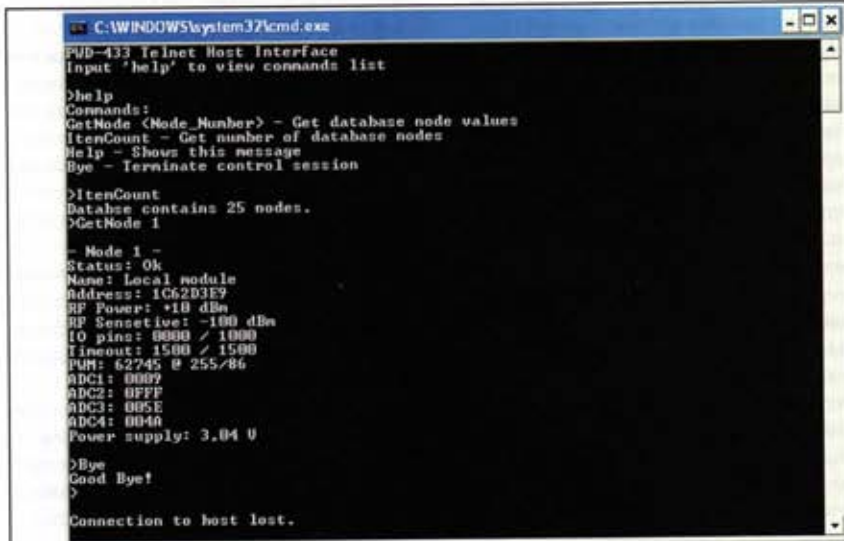 C:\WINDOWS\system32\cmd.exe
PWD-433 Telnet Host Interface
Input 'help' to view commands list
>help
Commands:
GetNode <Node_Number> - Get database node values
ItemCount - Get number of database nodes
Help - Shows this message
Bye - Terminate control session
>ItemCount
Databse contains 25 nodes.
>GetNode 1
- Node 1 -
Status: Ok
Name: Local module
Address: 1C62D3E9
RF Power: +10 dBm
RF Sensetive: -100 dBm
IO pins: 0000 / 1000
Timeout: 1500 / 1500
PWM: 62745 @ 255/86
ADC1: 0009
ADC2: 0FFF
ADC3: 005E
ADC4: 004A
Power supply: 3.04 V
>Bye
Good Bye!
>
Connection to host lost.